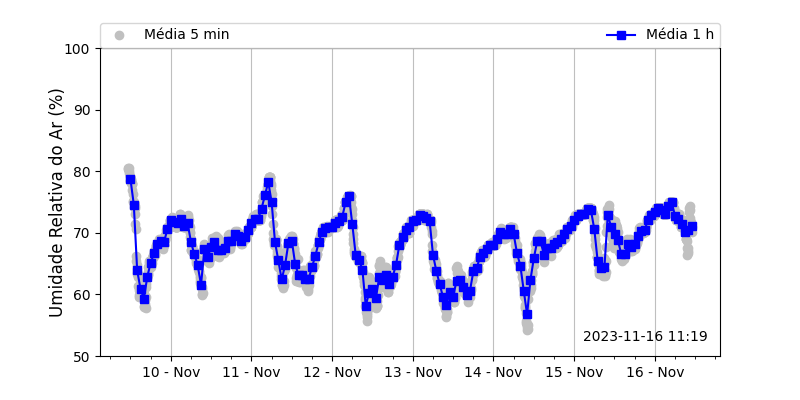 Média 5 min
Média 1 h
Umidade Relativa do Ar (%)
100
90
80
70
60
50
2023-11-16 11:19
10 - Nov
11 - Nov
12 - Nov
13 - Nov
14 - Nov
15 - Nov
16 - Nov